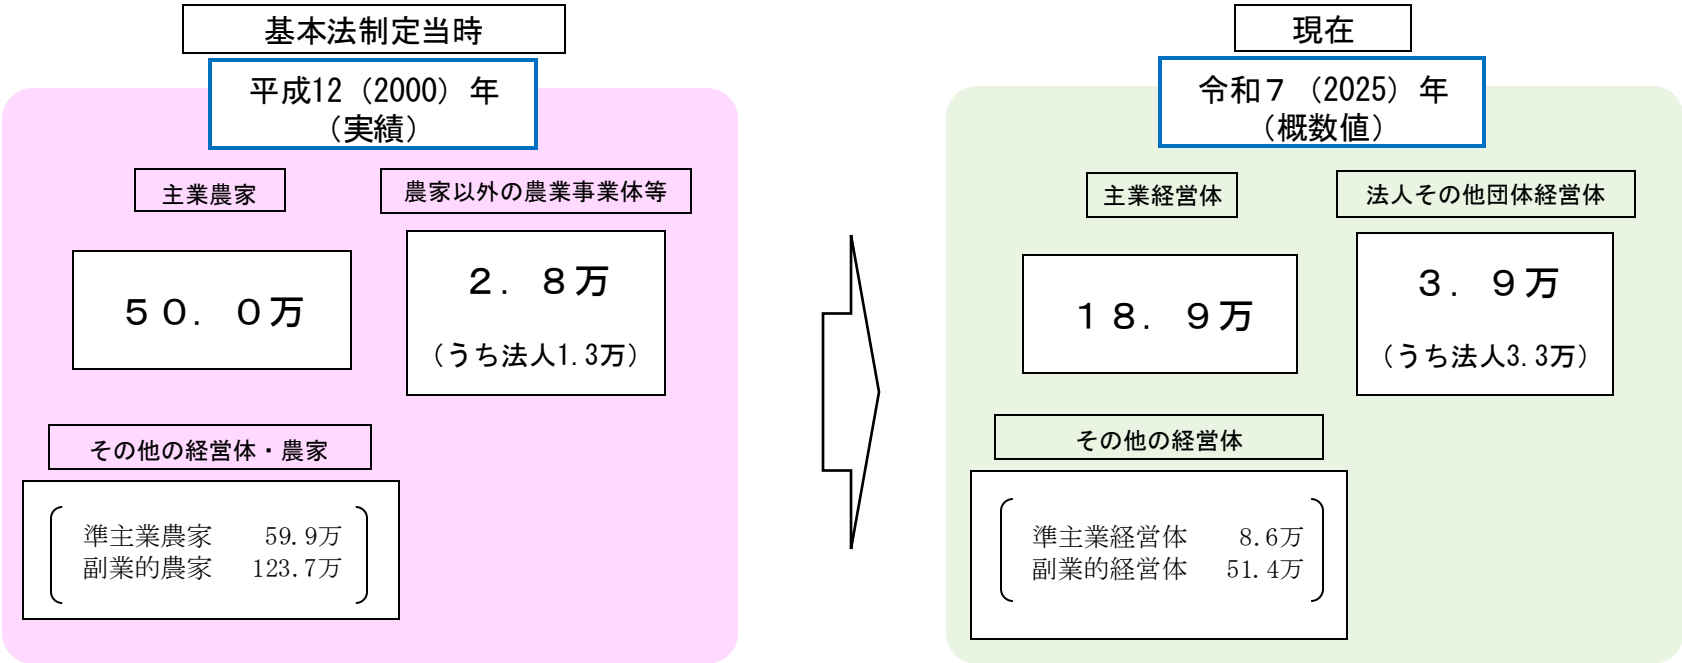 基本法制定当時
平成12（2000）年
（実績）
主業農家
農家以外の農業事業体等
５０．０万
２．８万
（うち法人1.3万）
その他の経営体・農家
準主業農家 59.9万
副業的農家 123.7万
現在
令和７（2025）年
（概数値）
主業経営体
法人その他団体経営体
１８．９万
３．９万
（うち法人3.3万）
その他の経営体
準主業経営体 8.6万
副業的経営体 51.4万